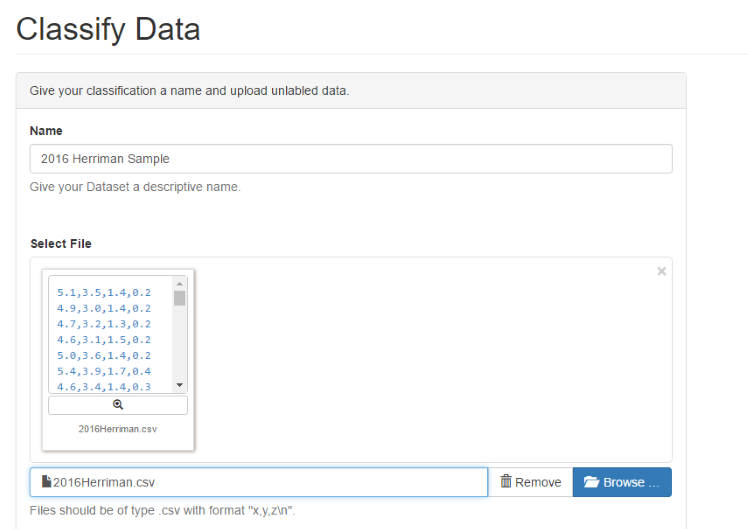 Classify Data
Give your classification a name and upload unlabled data.
Name
2016 Herriman Sample
Give your Dataset a descriptive name.
Select File
×
5.1,3.5,1.4,0.2
4.9,3.0,1.4,0.2
4.7,3.2,1.3,0.2
4.6,3.1,1.5,0.2
5.0,3.6,1.4,0.2
5.4,3.9,1.7,0.4
4.6,3.4,1.4,0.3
2016Herriman.csv
2016Herriman.csv Remove Browse ...
Files should be of type .csv with format "x,y,z\n".